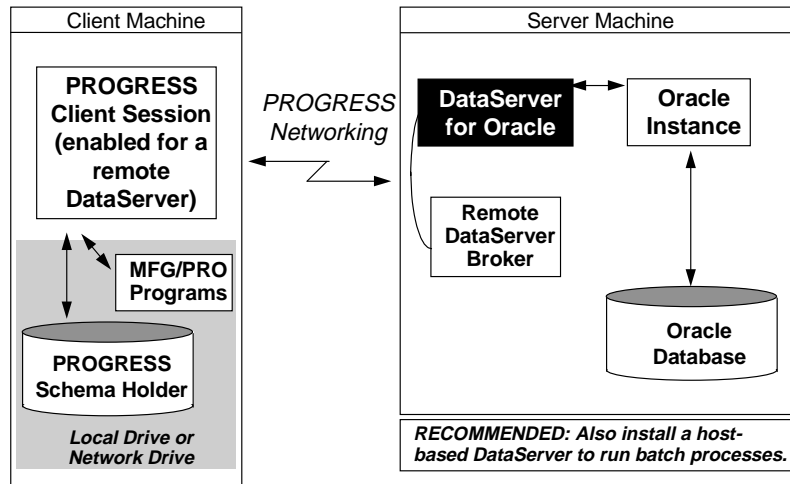 Client Machine
PROGRESS
Client Session
(enabled for a
remote
DataServer)
MFG/PRO
Programs
PROGRESS
Schema Holder
Local Drive or
Network Drive
PROGRESS
Networking
Server Machine
DataServer
for Oracle
Oracle
Instance
Remote
DataServer
Broker
Oracle
Database
RECOMMENDED: Also install a host-
based DataServer to run batch processes.